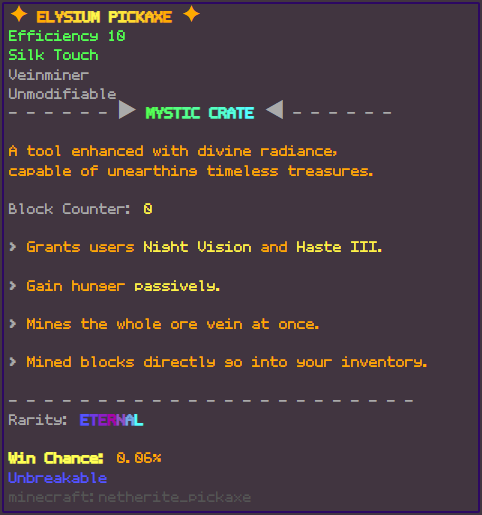 ✦ ELYSIUM PICKAXE ✦
Efficiency 10
Silk Touch
Veinminer
Unmodifiable
- - - - - - ▶ MYSTIC CRATE ◀ - - - - - -
A tool enhanced with divine radiance,
capable of unearthing timeless treasures.
Block Counter: 0
> Grants users Night Vision and Haste III.
> Gain hunger passively.
> Mines the whole ore vein at once.
> Mined blocks directly go into your inventory.
- - - - - - - - - - - - - - - - - - - - - - -
Rarity: ETERNAL
Win Chance: 0.06%
Unbreakable
minecraft:netherite_pickaxe